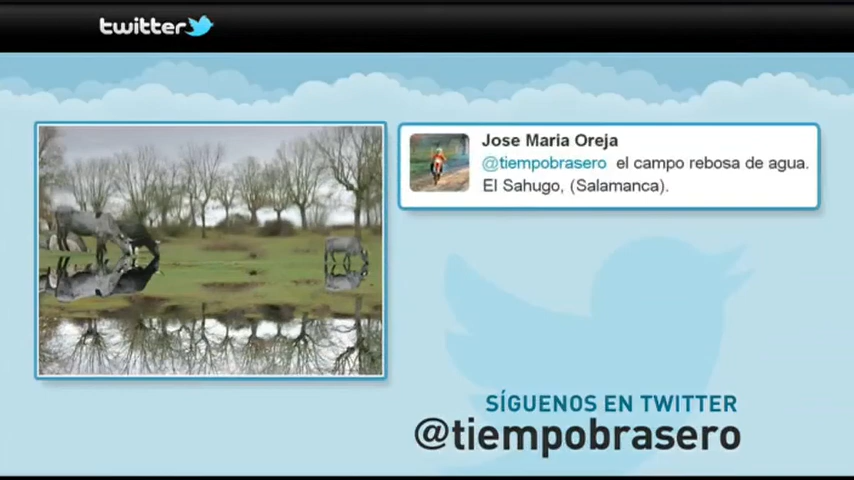 twitter
Jose Maria Oreja
@tiempobrasero el campo rebosa de agua.
El Sahugo, (Salamanca).
SÍGUENOS EN TWITTER
@tiempobrasero